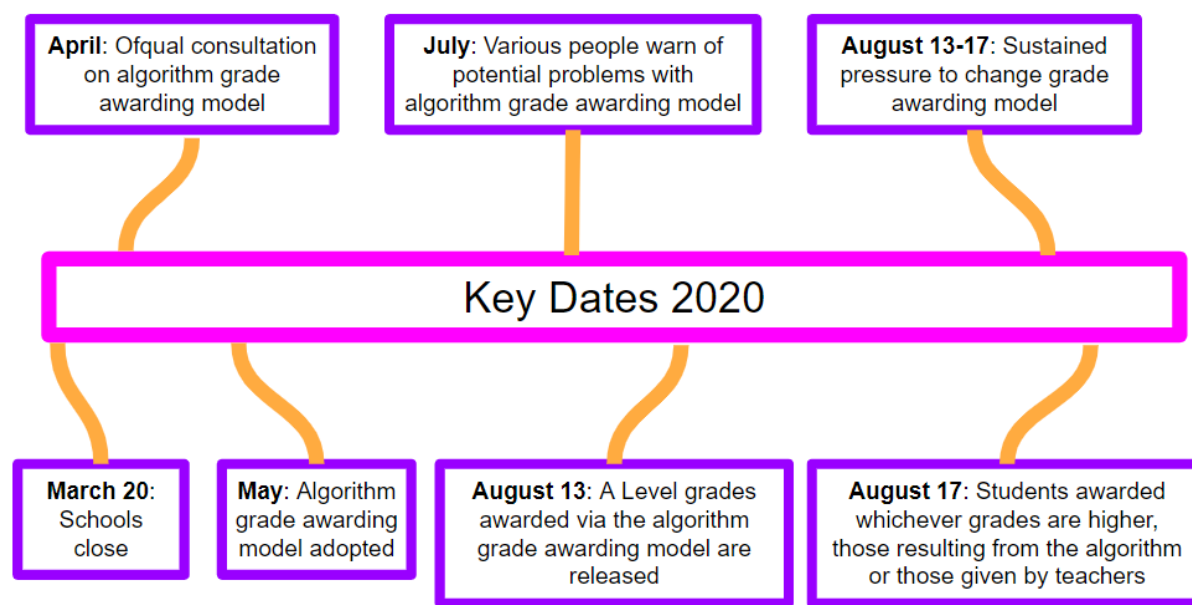 April: Ofqual consultation
on algorithm grade
awarding model
July: Various people warn of
potential problems with
algorithm grade awarding model
August 13-17: Sustained
pressure to change grade
awarding model
Key Dates 2020
March 20:
Schools
close
May: Algorithm
grade awarding
model adopted
August 13: A Level grades
awarded via the algorithm
grade awarding model are
released
August 17: Students awarded
whichever grades are higher,
those resulting from the algorithm
or those given by teachers